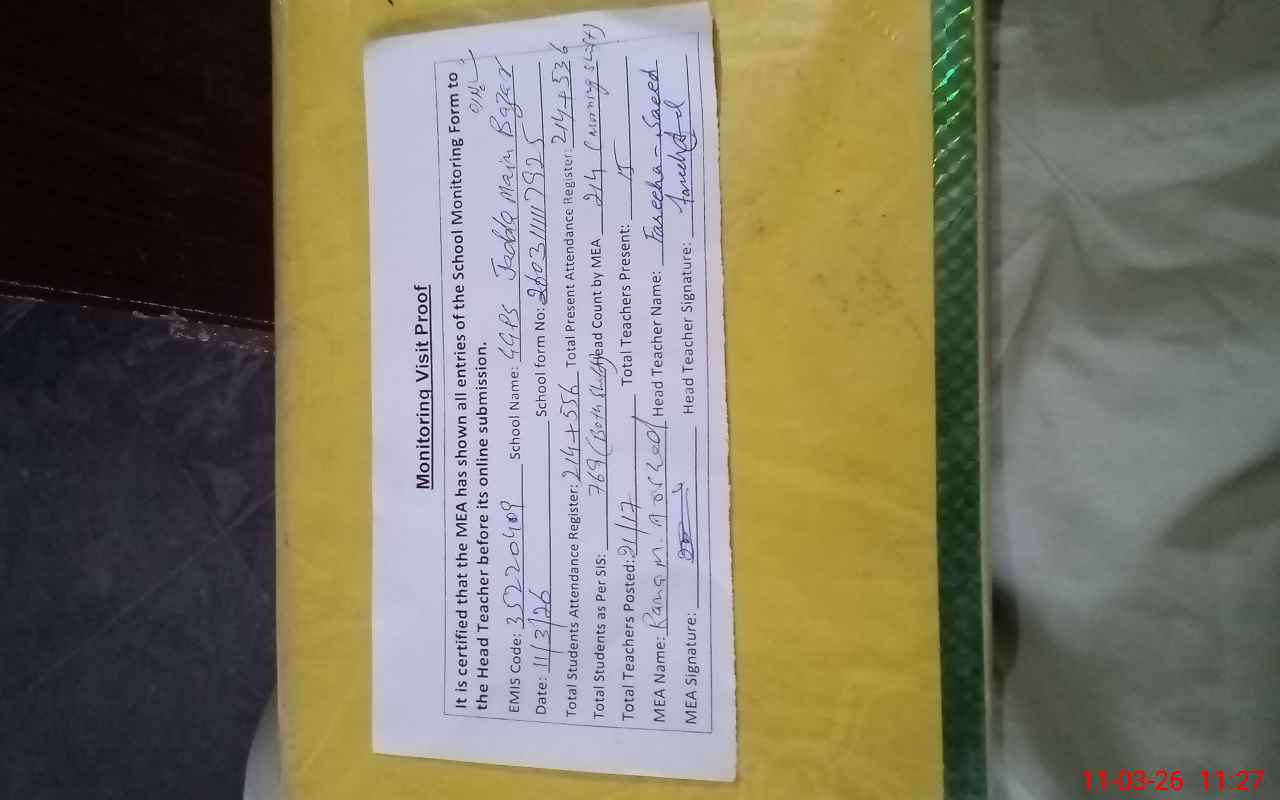 Monitoring Visit Proof
It is certified that the MEA has shown all entries of the School Monitoring Form to
the Head Teacher before its online submission.
EMIS Code: 35220409 School Name: GGPS Jabla Main Bazar
Date: 11/3/26 School form No: 2603111117925
Total Students Attendance Register: 214+556 Total Present Attendance Register: 214+536
Total Students as Per SIS: 769 (Both Shift) Head Count by MEA 214 (Morning Shift)
Total Teachers Posted: 21/17 Total Teachers Present: 15
MEA Name: Rana M. Head Teacher Name: Fareeha Saeed
MEA Signature: Head Teacher Signature:
11-03-26 11:27